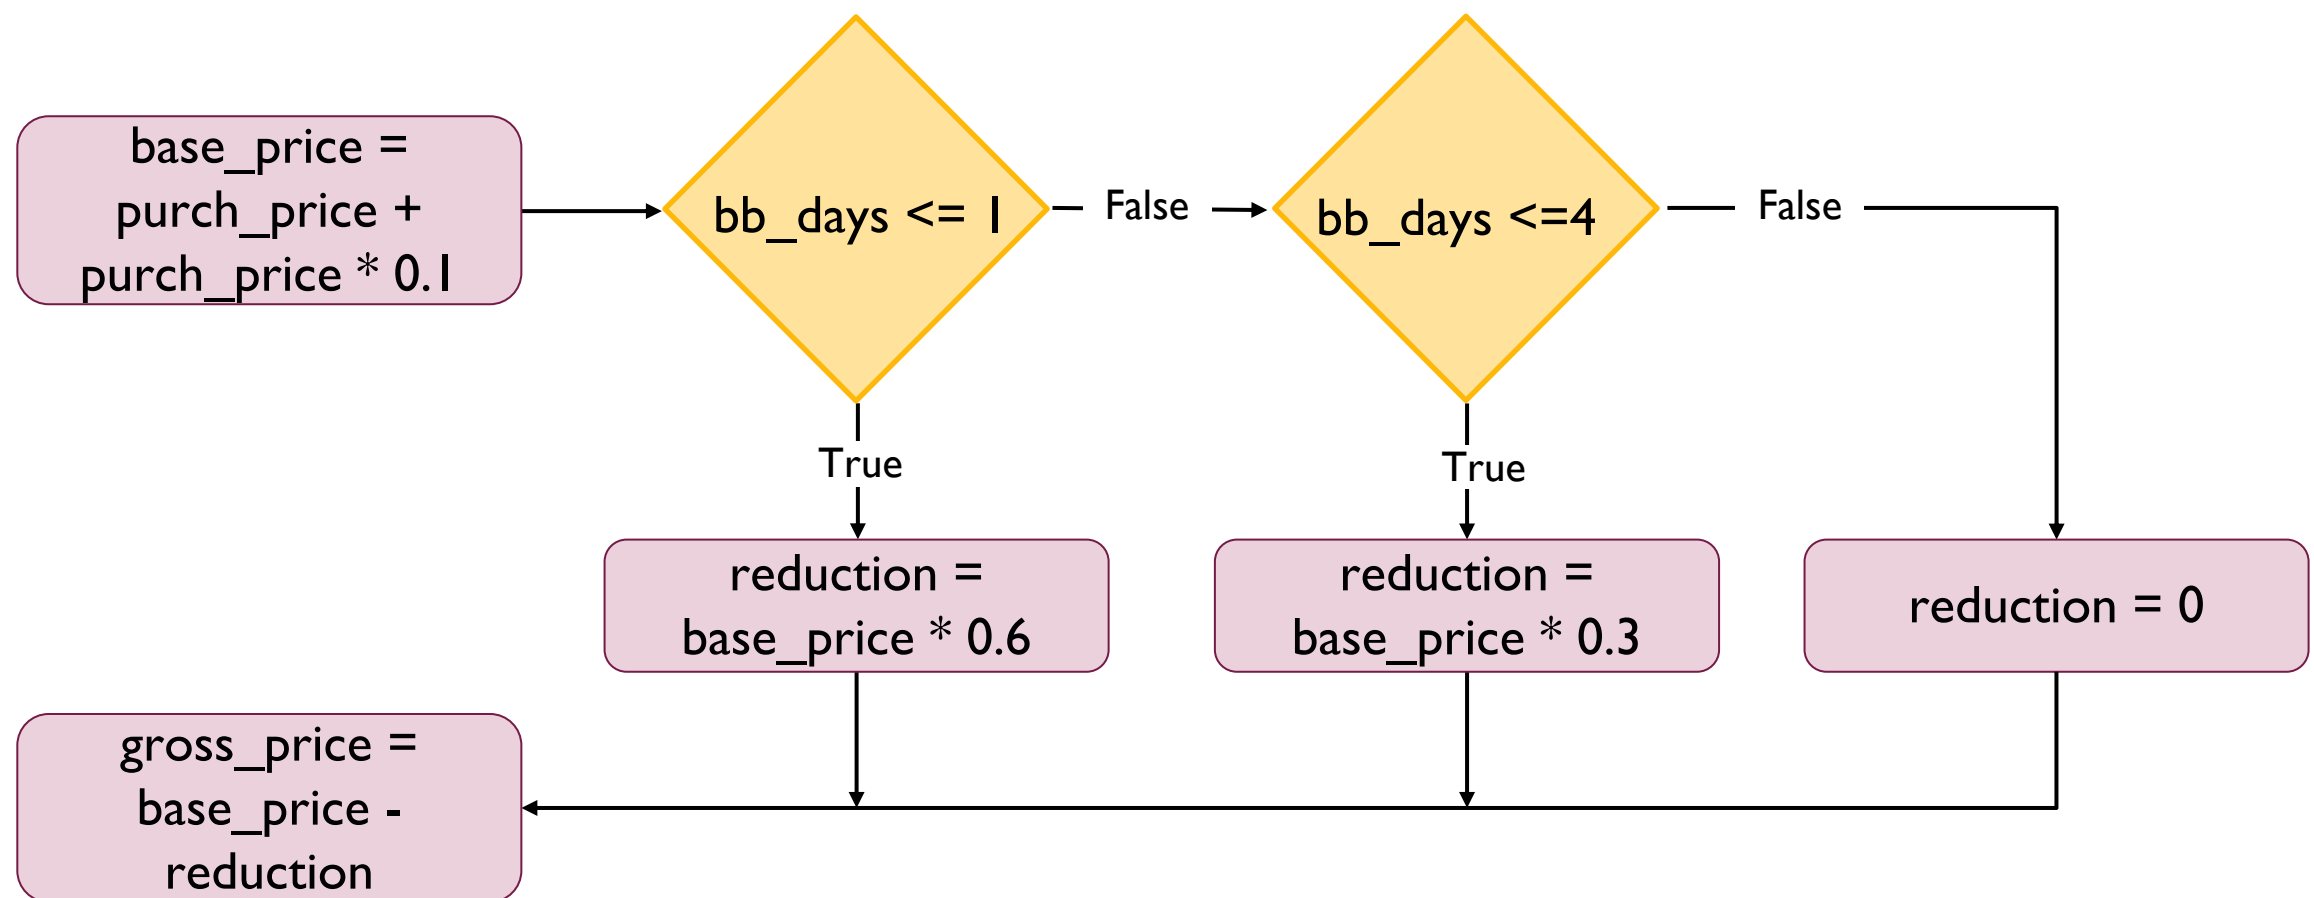 base_price =
purch_price +
purch_price * 0.1
bb_days <= 1
False
bb_days <=4
False
True
True
reduction =
base_price * 0.6
reduction =
base_price * 0.3
reduction = 0
gross_price =
base_price -
reduction